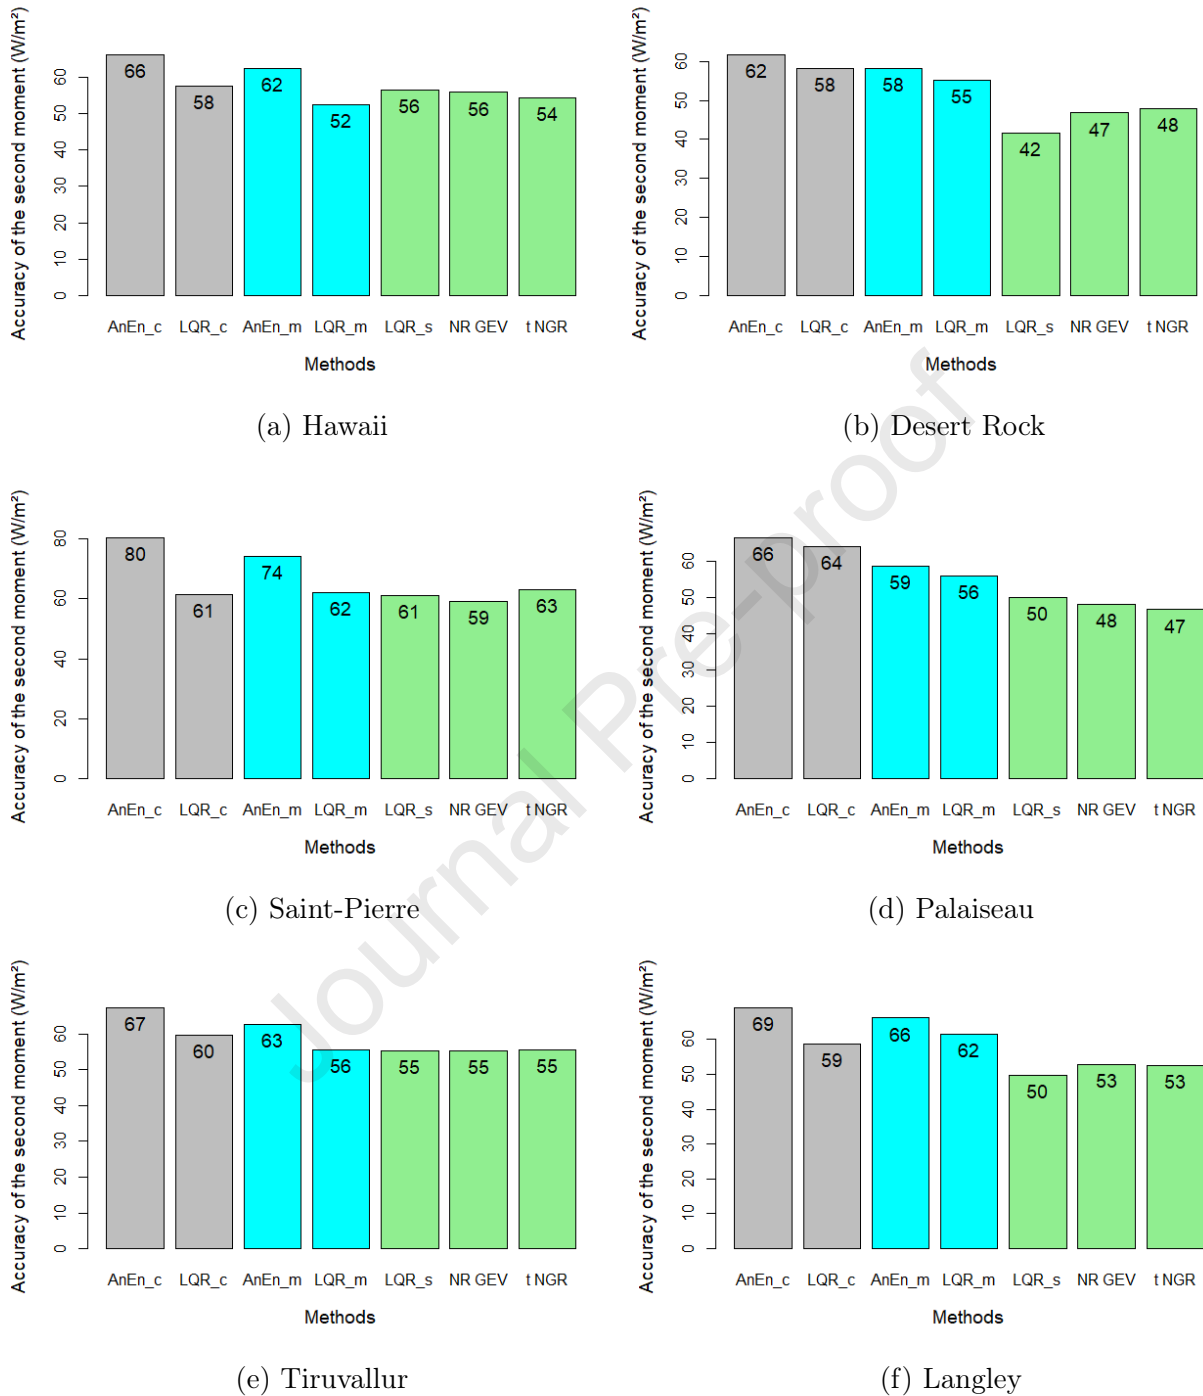 Accuracy of the second moment (W/m²)
0 10 20 30 40 50 60
66 58 62 52 56 56 54
AnEn_c LQR_c AnEn_m LQR_m LQR_s NR GEV t NGR
Methods
(a) Hawaii
Accuracy of the second moment (W/m²)
0 10 20 30 40 50 60
62 58 58 55 42 47 48
AnEn_c LQR_c AnEn_m LQR_m LQR_s NR GEV t NGR
Methods
(b) Desert Rock
Accuracy of the second moment (W/m²)
0 20 40 60 80
80 61 74 62 61 59 63
AnEn_c LQR_c AnEn_m LQR_m LQR_s NR GEV t NGR
Methods
(c) Saint-Pierre
Accuracy of the second moment (W/m²)
0 10 20 30 40 50 60
66 64 59 56 50 48 47
AnEn_c LQR_c AnEn_m LQR_m LQR_s NR GEV t NGR
Methods
(d) Palaiseau
Accuracy of the second moment (W/m²)
0 10 20 30 40 50 60
67 60 63 56 55 55 55
AnEn_c LQR_c AnEn_m LQR_m LQR_s NR GEV t NGR
Methods
(e) Tiruvallur
Accuracy of the second moment (W/m²)
0 10 20 30 40 50 60
69 59 66 62 50 53 53
AnEn_c LQR_c AnEn_m LQR_m LQR_s NR GEV t NGR
Methods
(f) Langley
Journal Pre-proof